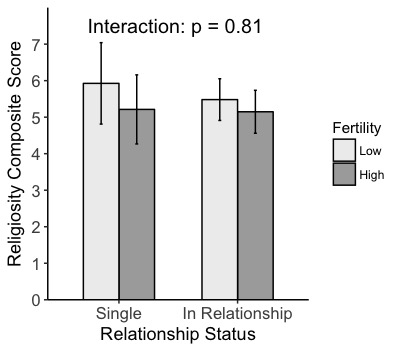 Interaction: p = 0.81
Religiosity Composite Score
7
6
5
4
3
2
1
0
Single In Relationship
Relationship Status
Fertility
Low
High